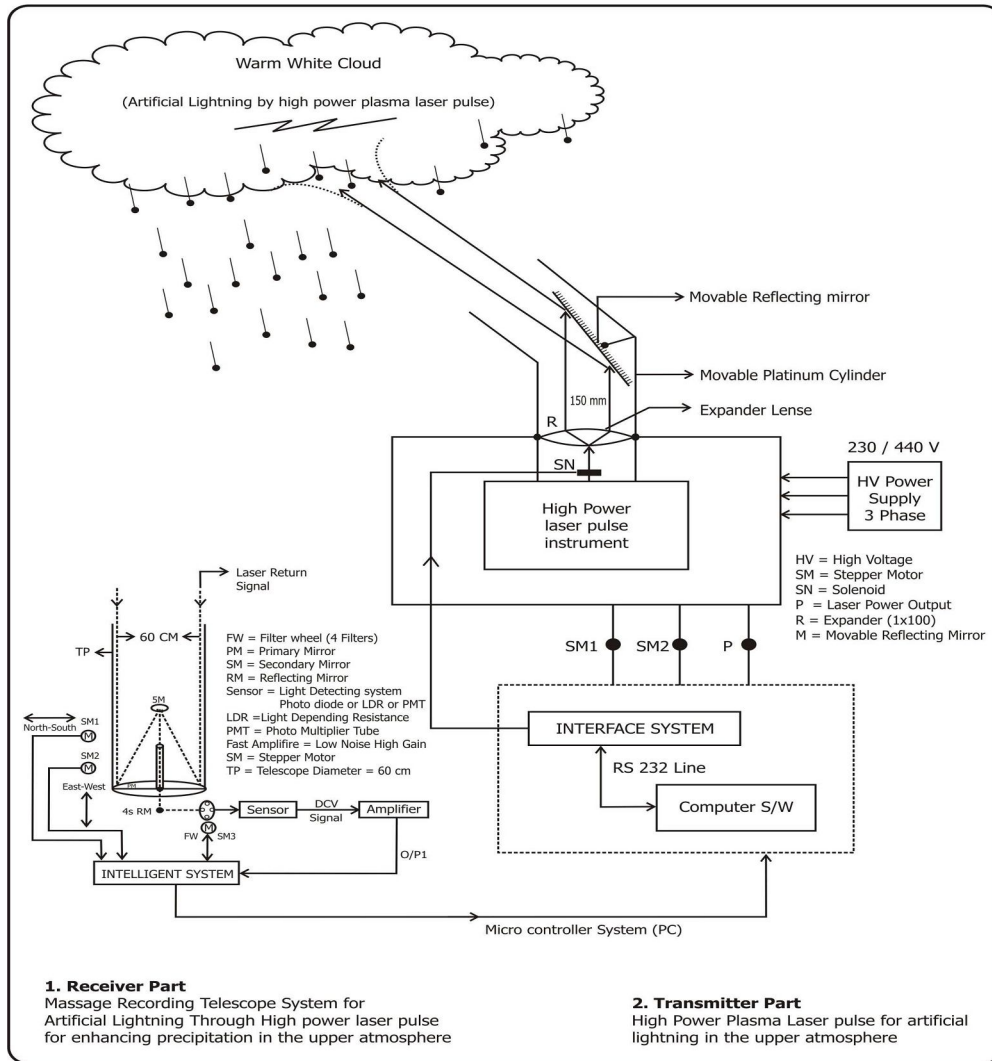 Warm White Cloud
(Artificial Lightning by high power plasma laser pulse)
Movable Reflecting mirror
Movable Platinum Cylinder
150 mm
R
Expander Lense
SN
230 / 440 V
HV Power
Supply
3 Phase
High Power
laser pulse
instrument
HV = High Voltage
SM = Stepper Motor
SN = Solenoid
P = Laser Power Output
R = Expander (1x100)
M = Movable Reflecting Mirror
SM1
SM2
P
INTERFACE SYSTEM
RS 232 Line
Computer S/W
Laser Return
Signal
60 CM
TP
FW = Filter wheel (4 Filters)
PM = Primary Mirror
SM = Secondary Mirror
RM = Reflecting Mirror
Sensor = Light Detecting system
Photo diode or LDR or PMT
LDR =Light Depending Resistance
PMT = Photo Multiplier Tube
Fast Amplifire = Low Noise High Gain
SM = Stepper Motor
TP = Telescope Diameter = 60 cm
5M
North-South
SM1
M
SM2
M
East-West
PM
4s RM
FW
M
SM3
Sensor
DCV
Signal
Amplifier
O/P1
INTELLIGENT SYSTEM
Micro controller System (PC)
1. Receiver Part
Massage Recording Telescope System for
Artificial Lightning Through High power laser pulse
for enhancing precipitation in the upper atmosphere
2. Transmitter Part
High Power Plasma Laser pulse for artificial
lightning in the upper atmosphere